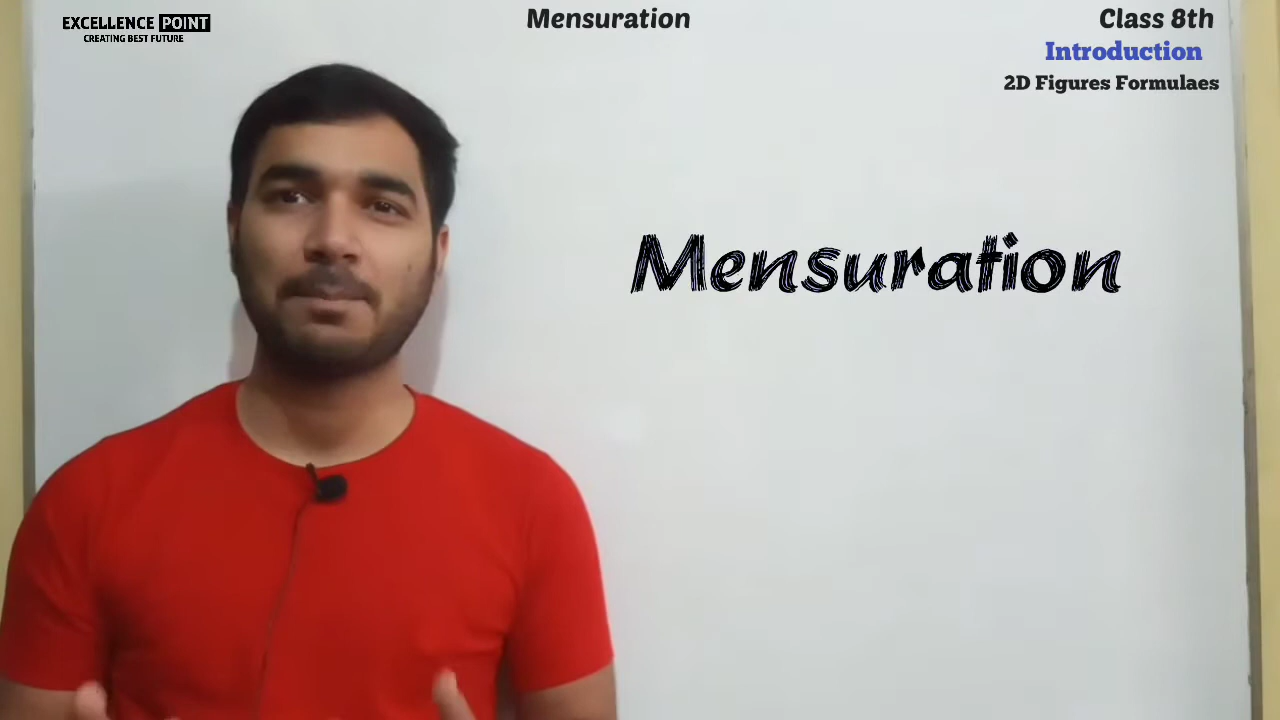 EXCELLENCE POINT
CREATING BEST FUTURE
Mensuration
Class 8th
Introduction
2D Figures Formulaes
Mensuration